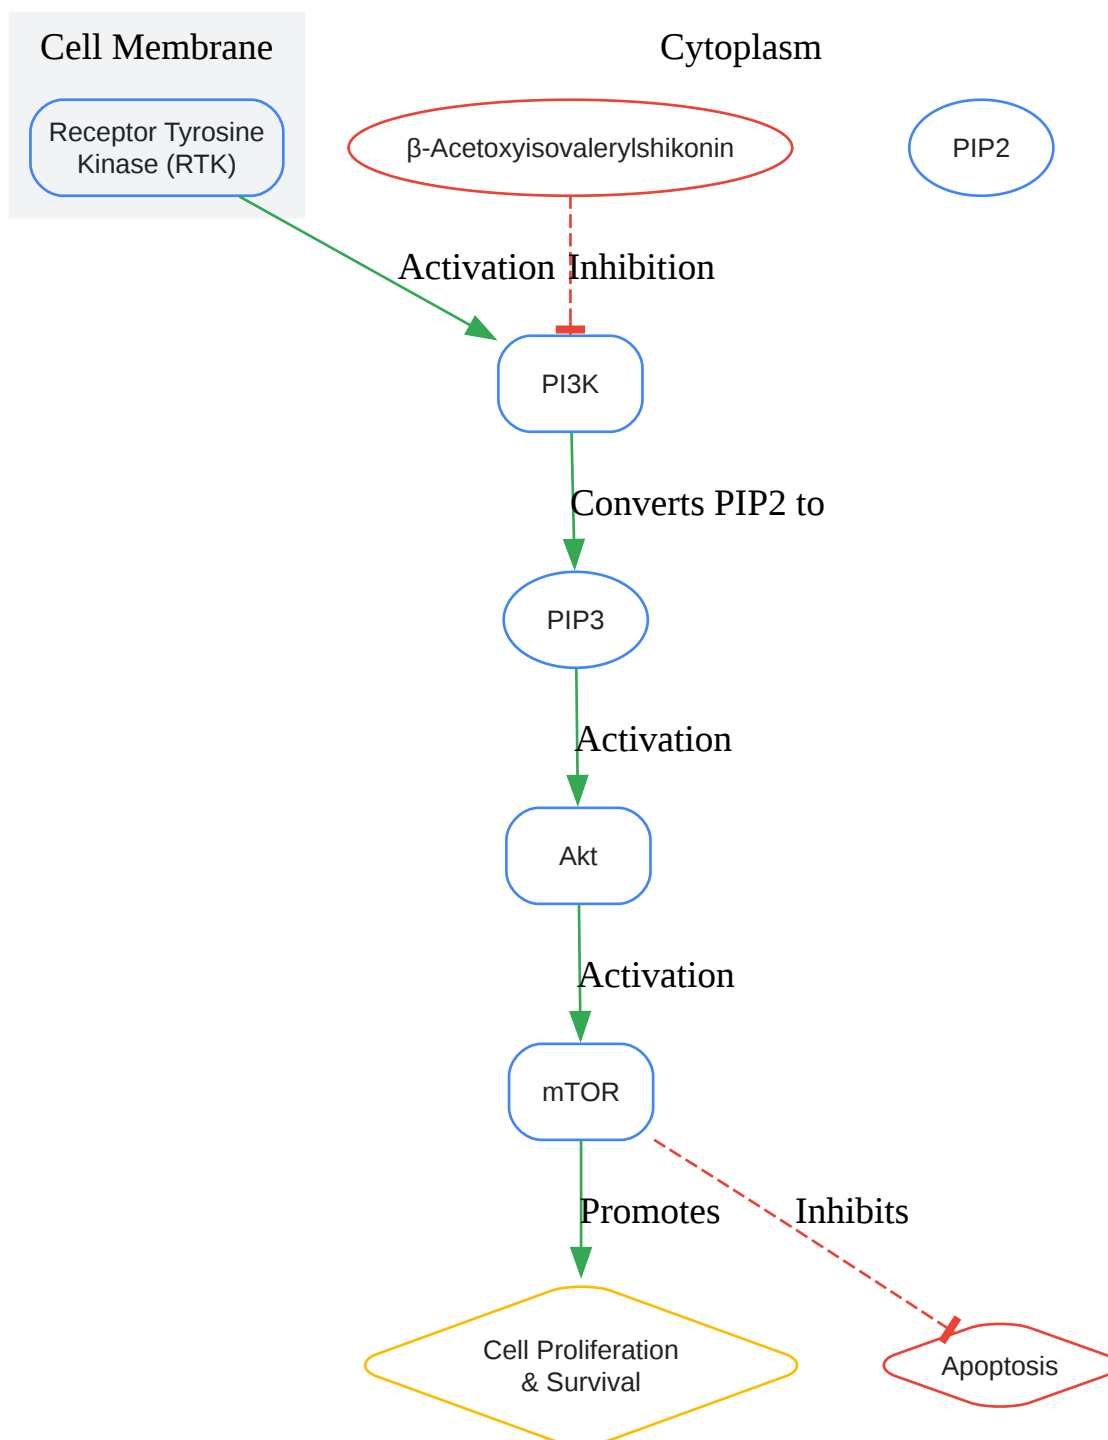 Cell Membrane
Cytoplasm
Receptor Tyrosine
Kinase (RTK)
β-Acetoxyisovalerylshikonin
PIP2
Activation
Inhibition
PI3K
Converts PIP2 to
PIP3
Activation
Akt
Activation
mTOR
Promotes
Inhibits
Cell Proliferation
& Survival
Apoptosis